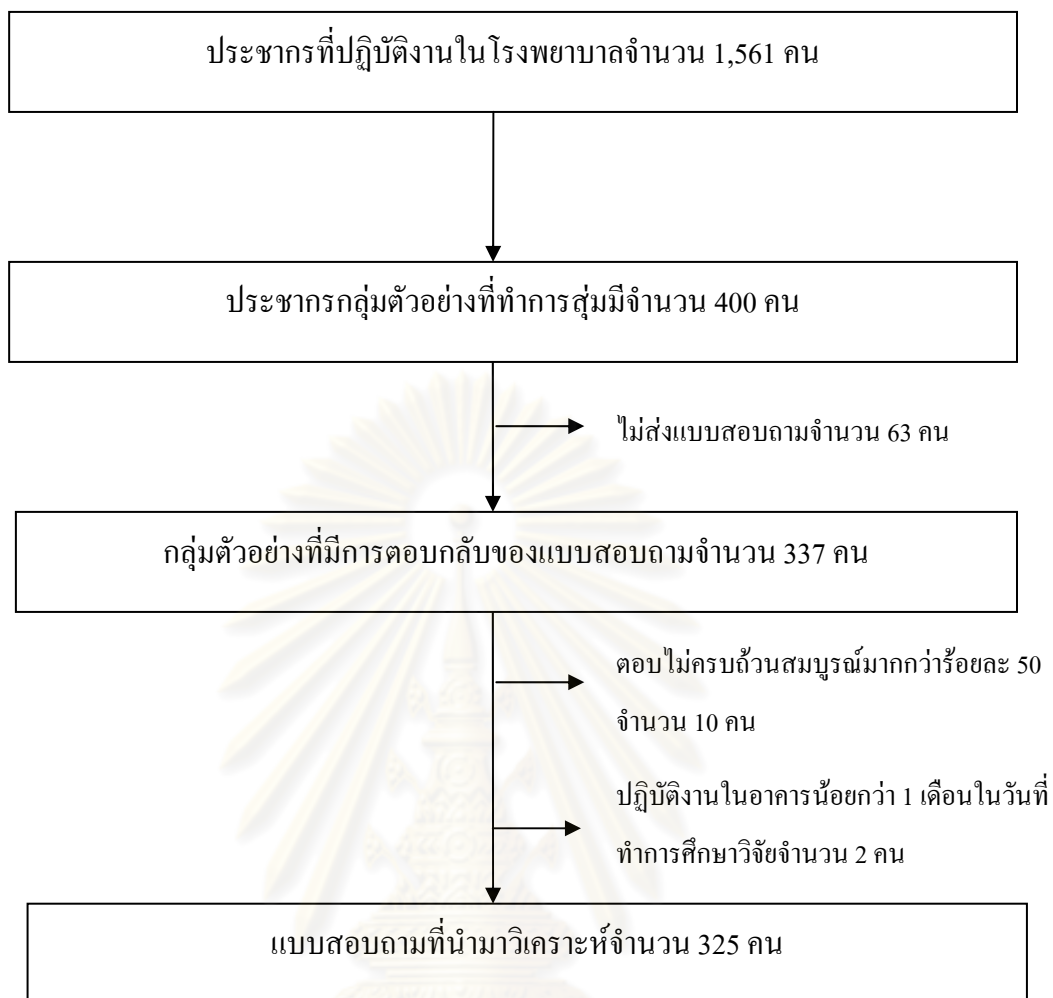 ประชากรที่ปฏิบัติงานในโรงพยาบาลจำนวน 1,561 คน
ประชากรกลุ่มตัวอย่างที่ทำการสุ่มมีจำนวน 400 คน
ไม่ส่งแบบสอบถามจำนวน 63 คน
กลุ่มตัวอย่างที่มีการตอบกลับของแบบสอบถามจำนวน 337 คน
ตอบไม่ครบถ้วนสมบูรณ์มากกว่าร้อยละ 50
จำนวน 10 คน
ปฏิบัติงานในอาคารน้อยกว่า 1 เดือนในวันที่
ทำการศึกษาวิจัยจำนวน 2 คน
แบบสอบถามที่นำมาวิเคราะห์จำนวน 325 คน